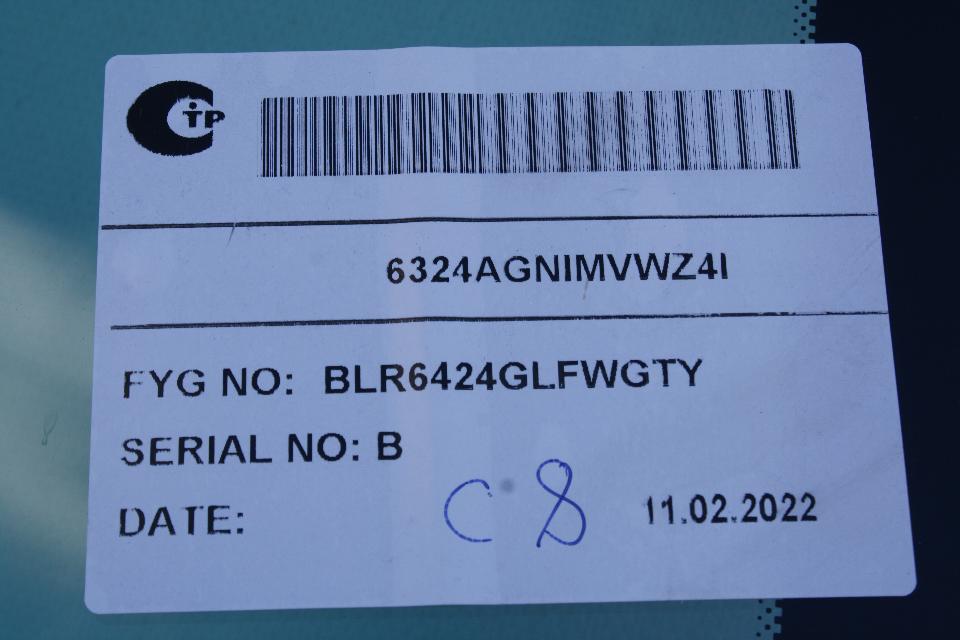 TP
6324AGNIMVWZ4I
FYG NO: BLR6424GLFWGTY
SERIAL NO: B
DATE: C 8 11.02.2022